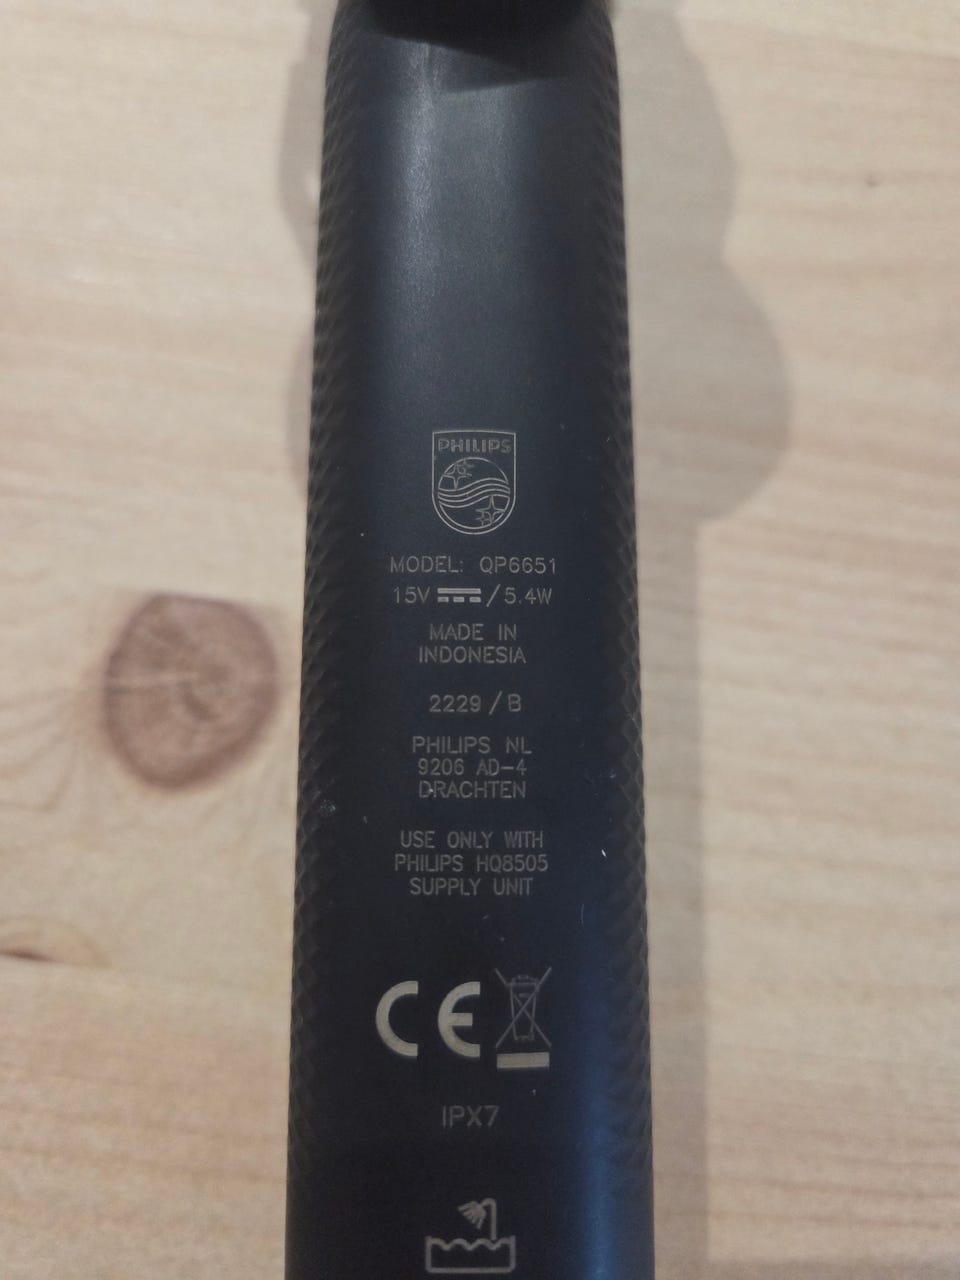 PHILIPS
MODEL: QP6651
15V ⎓ / 5.4W
MADE IN
INDONESIA
2229 / B
PHILIPS NL
9206 AD-4
DRACHTEN
USE ONLY WITH
PHILIPS HQ8505
SUPPLY UNIT
CE
IPX7